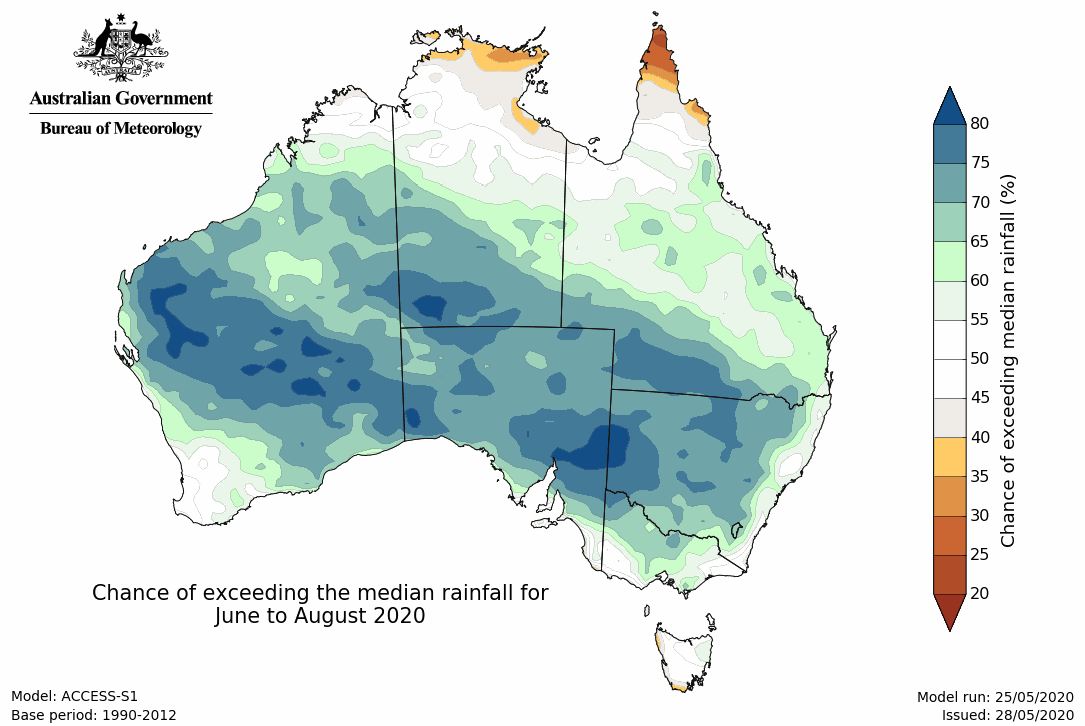 AUSTRALIA
Australian Government
Bureau of Meteorology
80
75
70
65
60
55
50
45
40
35
30
25
20
Chance of exceeding median rainfall (%)
Chance of exceeding the median rainfall for
June to August 2020
Model: ACCESS-S1
Base period: 1990-2012
Model run: 25/05/2020
Issued: 28/05/2020